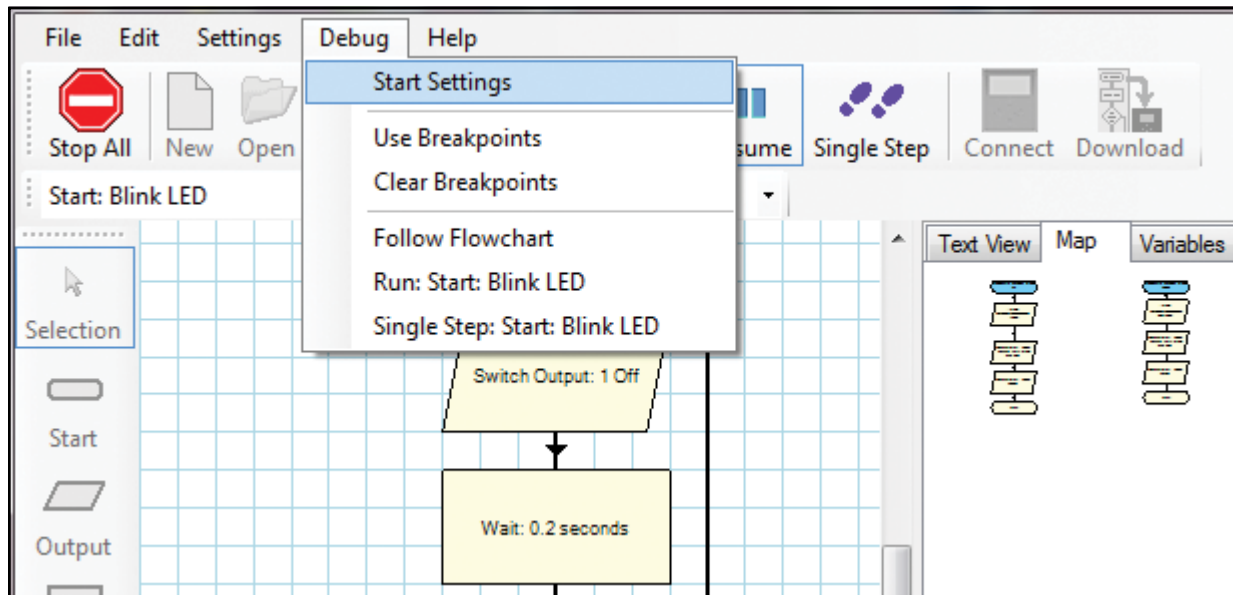 File Edit Settings Debug Help
Start Settings
Use Breakpoints
Clear Breakpoints
Follow Flowchart
Run: Start: Blink LED
Single Step: Start: Blink LED
Stop All New Open sume Single Step Connect Download
Start: Blink LED
Text View Map Variables
Selection
Start
Output
Switch Output: 1 Off
Wait: 0.2 seconds